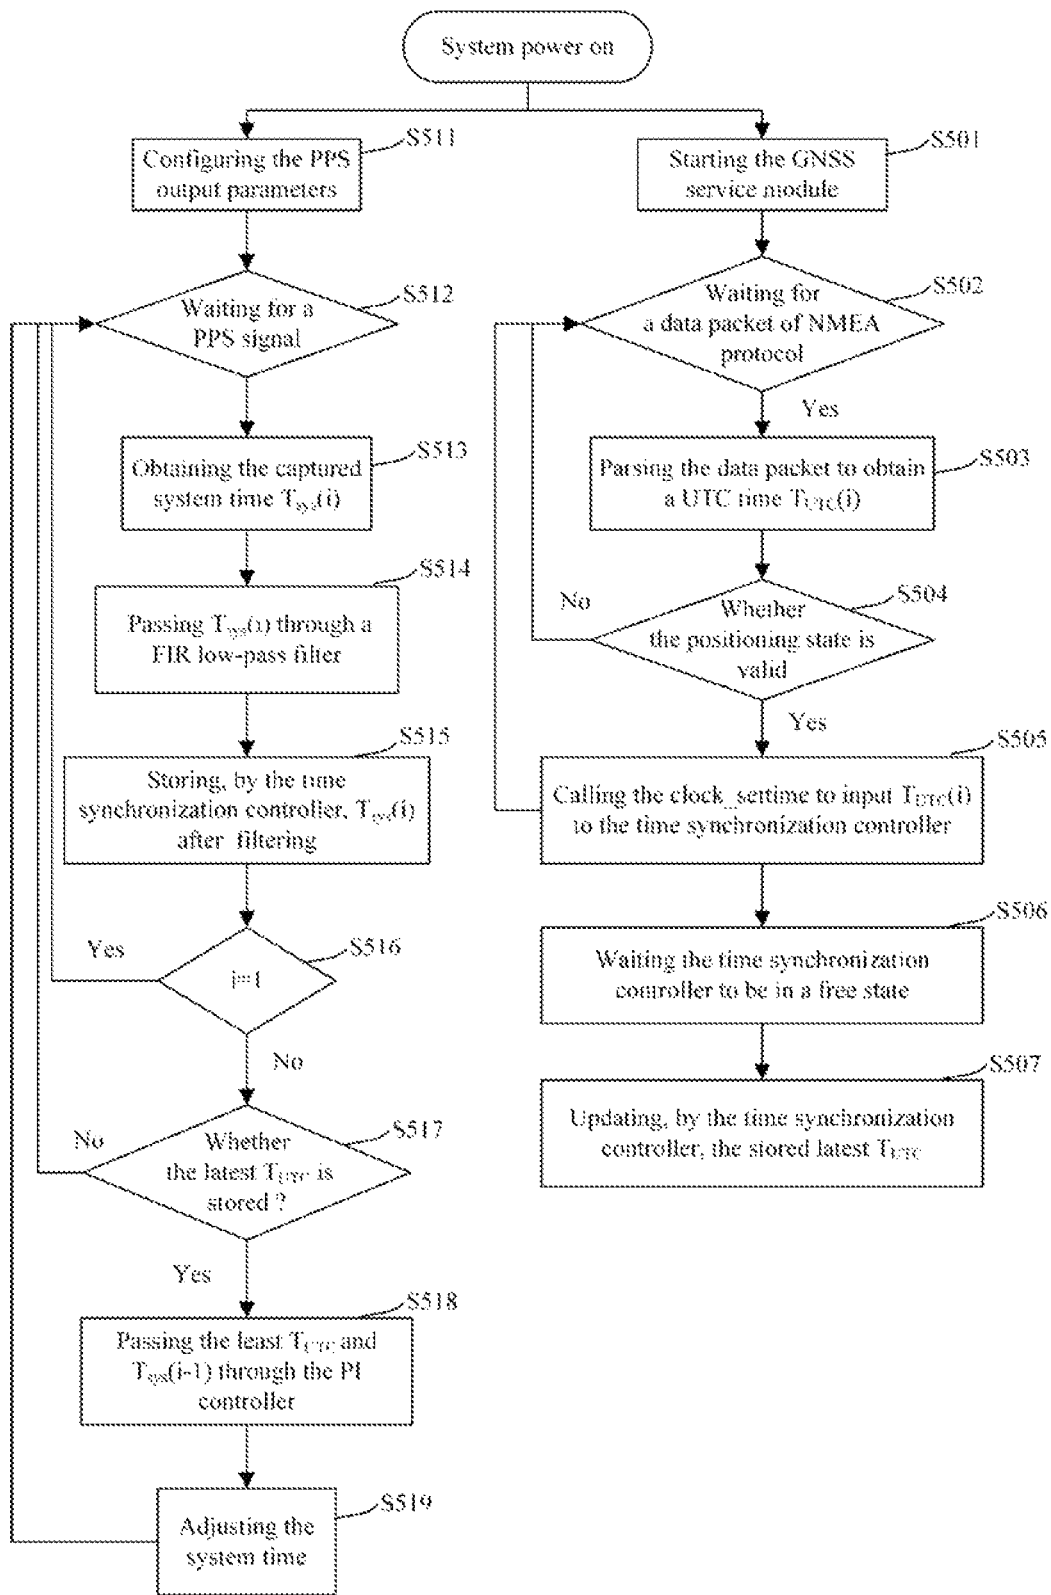 System power on
S511
Configuring the PPS
output parameters
S512
Waiting for a
PPS signal
S513
Obtaining the captured
system time Tsys(i)
S514
Passing Tsys(i) through a
FIR low-pass filter
S515
Storing, by the time
synchronization controller, Tsys(i)
after filtering
S516
Yes
i=1
No
S517
No
Whether
the latest TUTC is
stored ?
Yes
S518
Passing the least TUTC and
Tsys(i-1) through the PI
controller
S519
Adjusting the
system time
S501
Starting the GNSS
service module
S502
Waiting for
a data packet of NMEA
protocol
Yes
S503
Parsing the data packet to obtain
a UTC time TUTC(i)
S504
No
Whether
the positioning state is
valid
Yes
S505
Calling the clock_settime to input TUTC(i)
to the time synchronization controller
S506
Waiting the time synchronization
controller to be in a free state
S507
Updating, by the time synchronization
controller, the stored latest TUTC